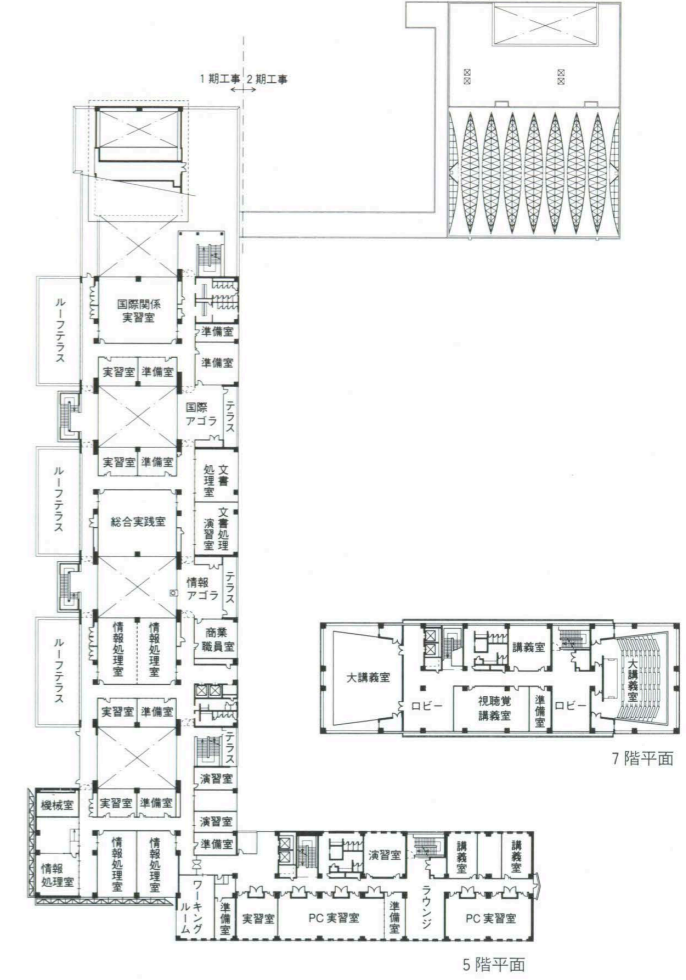 1期工事 2期工事
ルーフテラス
国際関係
実習室
準備室
準備室
実習室
準備室
国際
アゴラ
テラス
ルーフテラス
実習室
準備室
文書
処理室
総合実践室
文書処理
演習室
情報
アゴラ
テラス
ルーフテラス
情報処理室
情報処理室
商業
職員室
実習室
準備室
テラス
演習室
機械室
実習室
準備室
演習室
準備室
情報
処理室
情報処理室
情報処理室
ワーキング
ルーム
準備室
実習室
PC 実習室
演習室
準備室
ラウンジ
講義室
講義室
PC 実習室
5階平面
大講義室
ロビー
講義室
視聴覚
講義室
準備室
ロビー
大講義室
7階平面